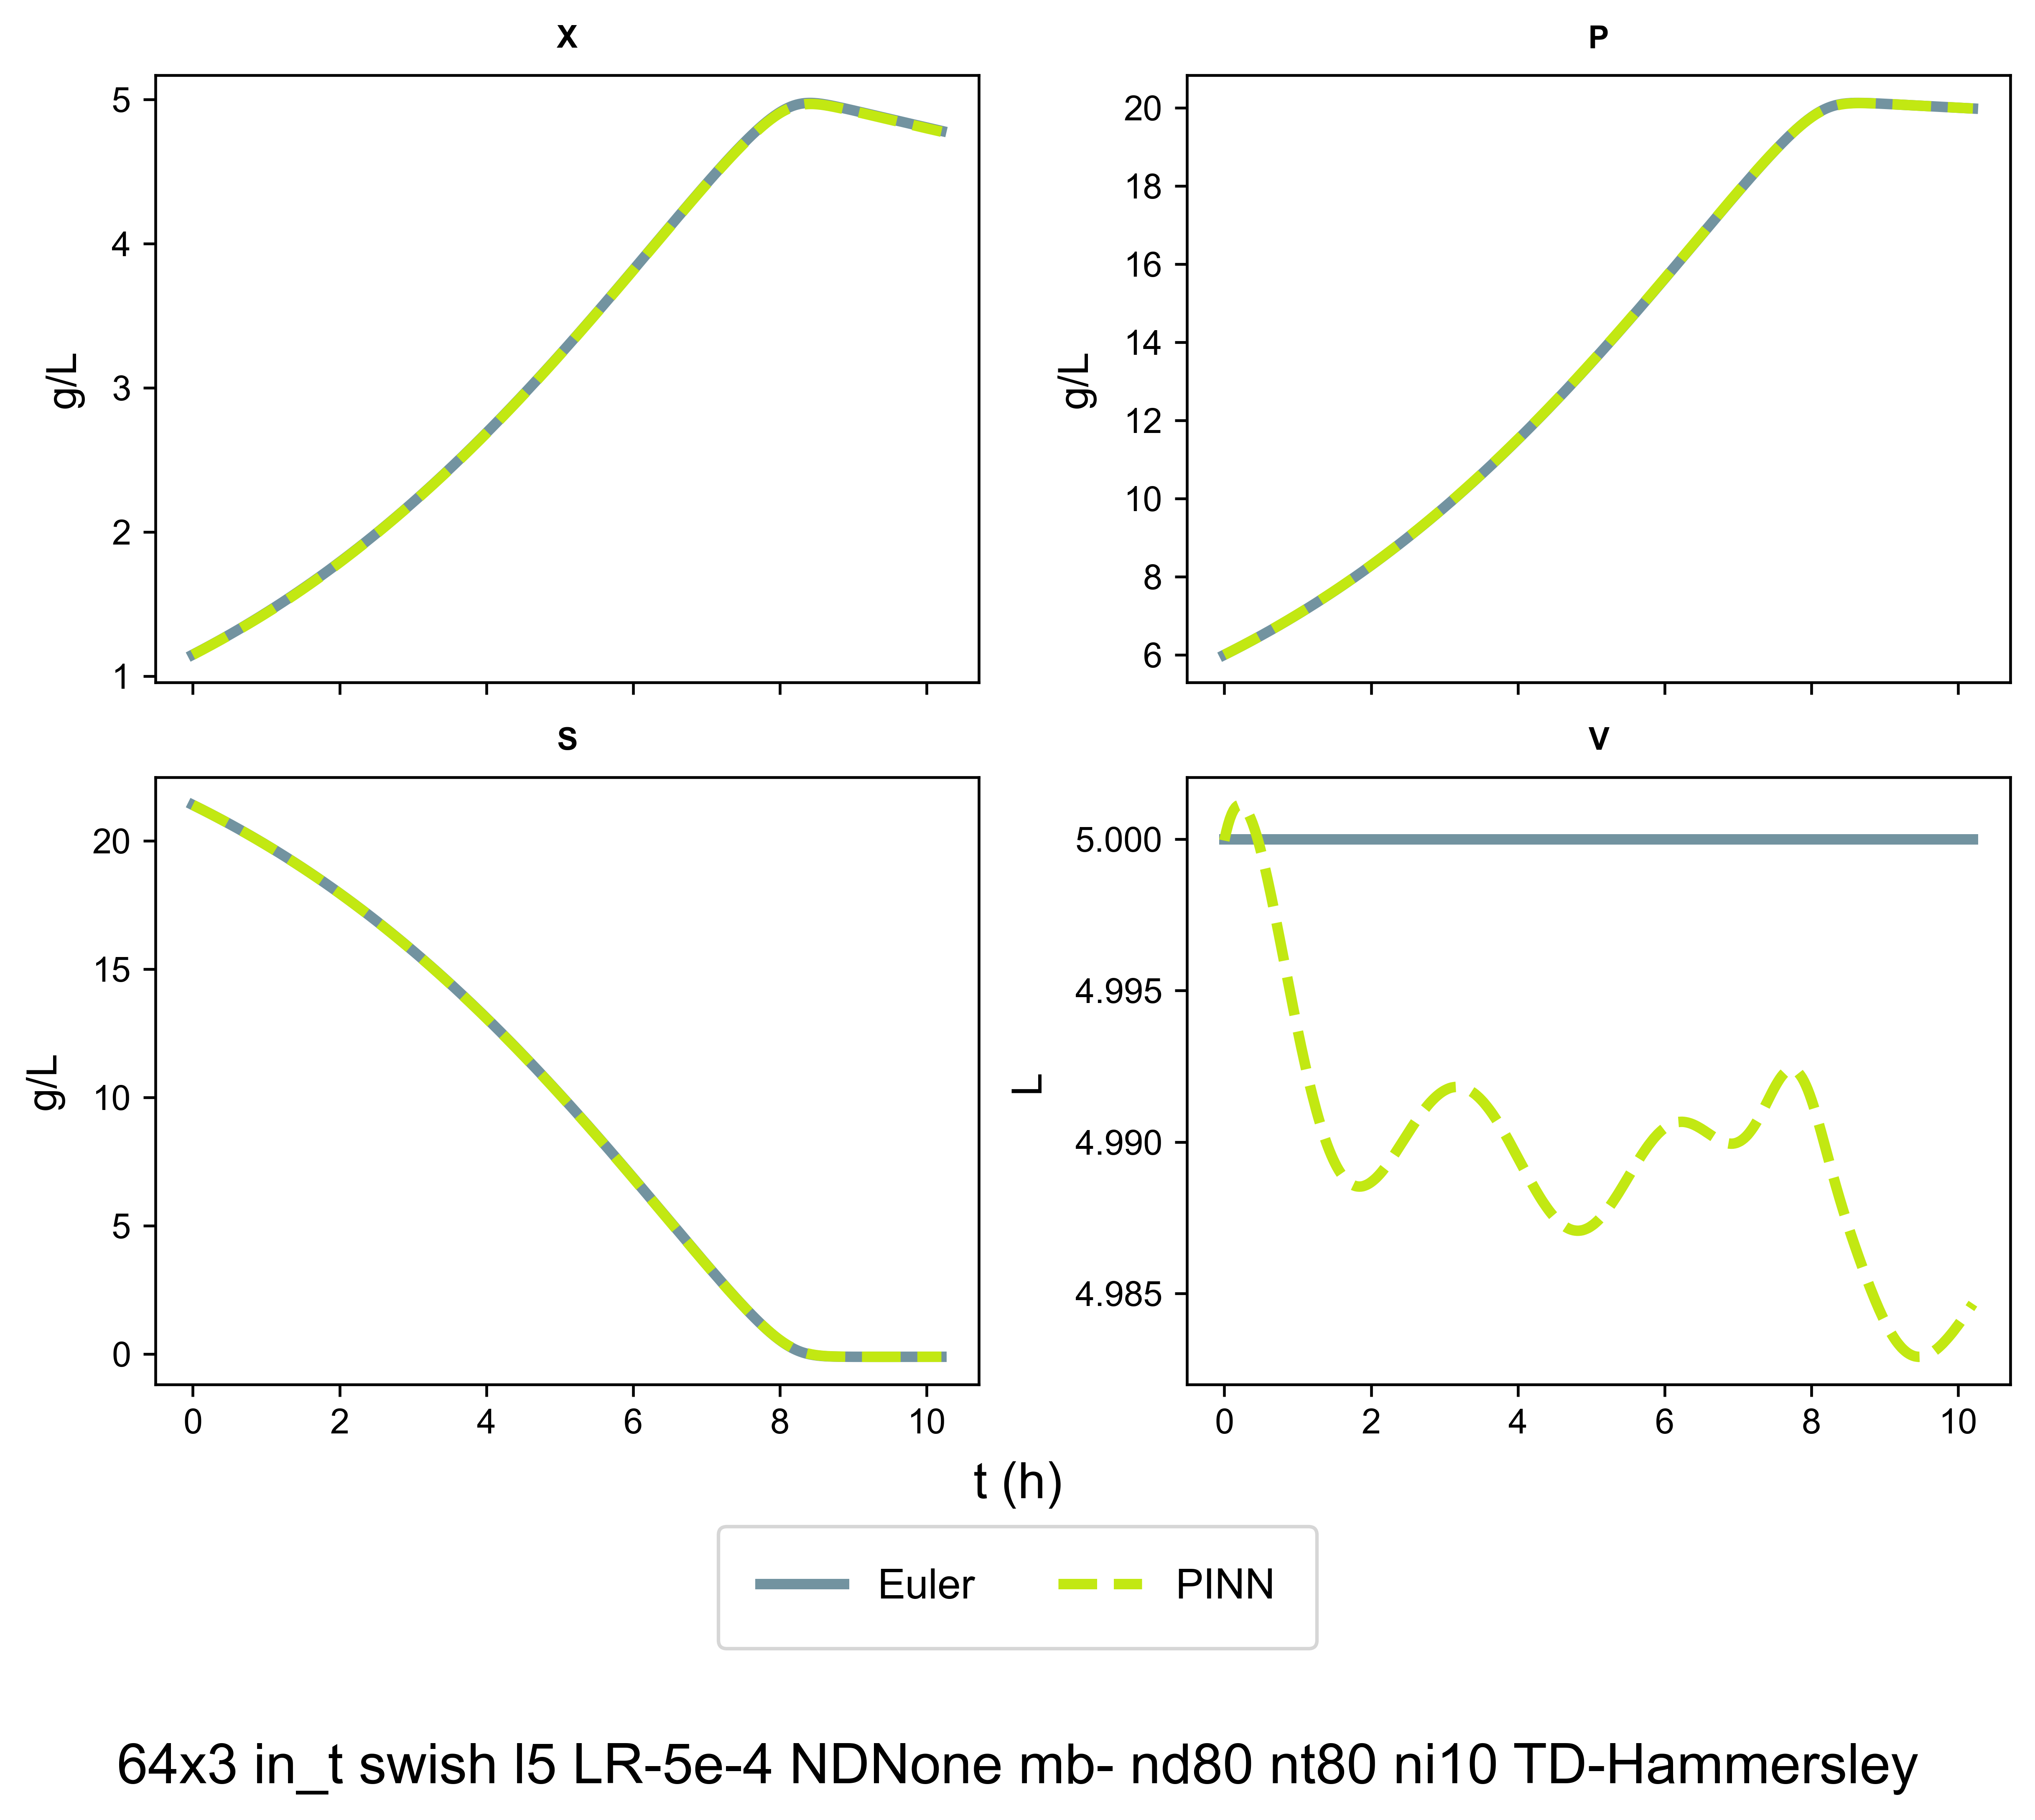 X
5
4
3
2
1
g/L
P
20
18
16
14
12
10
8
6
g/L
S
20
15
10
5
0
g/L
0 2 4 6 8 10
V
5.000
4.995
4.990
4.985
L
0 2 4 6 8 10
t (h)
Euler PINN
64x3 in_t swish l5 LR-5e-4 NDNone mb- nd80 nt80 ni10 TD-Hammersley